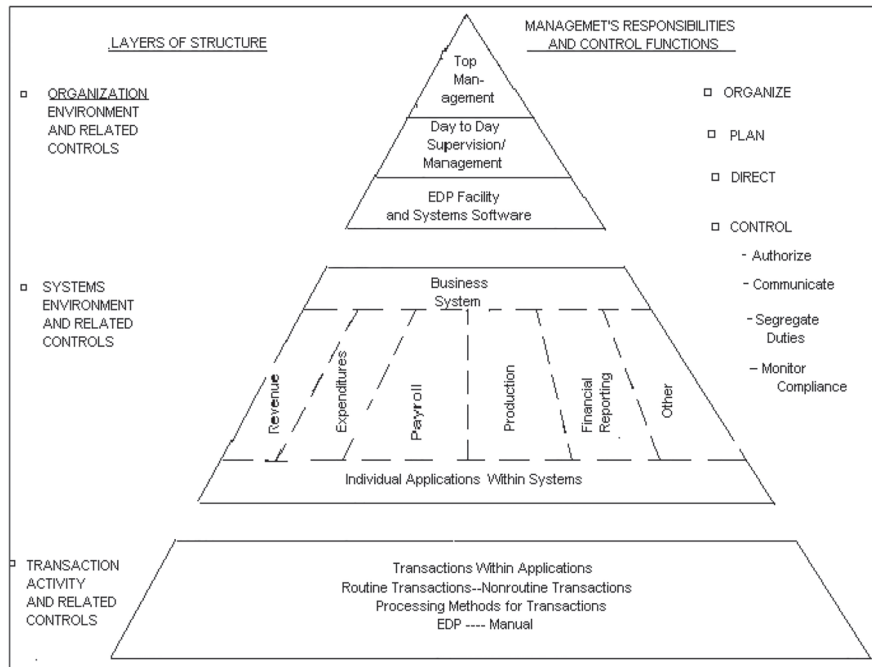 LAYERS OF STRUCTURE
ORGANIZATION
ENVIRONMENT
AND RELATED
CONTROLS
SYSTEMS
ENVIRONMENT
AND RELATED
CONTROLS
TRANSACTION
ACTIVITY
AND RELATED
CONTROLS
Top
Man-
agement
Day to Day
Supervision/
Management
EDP Facility
and Systems Software
Business
System
Revenue
Expenditures
Payroll
Production
Financial
Reporting
Other
Individual Applications Within Systems
Transactions Within Applications
Routine Transactions--Nonroutine Transactions
Processing Methods for Transactions
EDP ---- Manual
MANAGEMET'S RESPONSIBILITIES
AND CONTROL FUNCTIONS
ORGANIZE
PLAN
DIRECT
CONTROL
- Authorize
- Communicate
- Segregate
Duties
- Monitor
Compliance